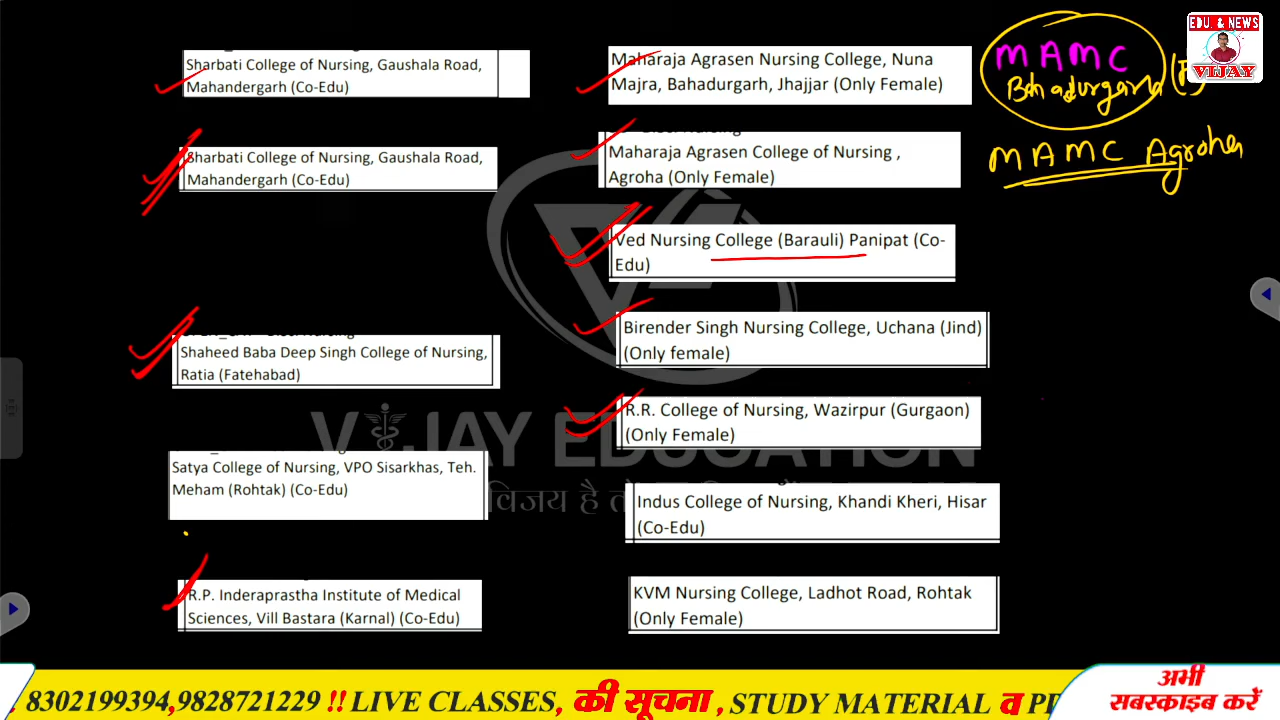 Sharbati College of Nursing, Gaushala Road,
Mahandergarh (Co-Edu)
Sharbati College of Nursing, Gaushala Road,
Mahandergarh (Co-Edu)
Shaheed Baba Deep Singh College of Nursing,
Ratia (Fatehabad)
Satya College of Nursing, VPO Sisarkhas, Teh.
Meham (Rohtak) (Co-Edu)
R.P. Inderaprastha Institute of Medical
Sciences, Vill Bastara (Karnal) (Co-Edu)
Maharaja Agrasen Nursing College, Nuna
Majra, Bahadurgarh, Jhajjar (Only Female)
Maharaja Agrasen College of Nursing ,
Agroha (Only Female)
Ved Nursing College (Barauli) Panipat (Co-
Edu)
Birender Singh Nursing College, Uchana (Jind)
(Only female)
R.R. College of Nursing, Wazirpur (Gurgaon)
(Only Female)
Indus College of Nursing, Khandi Kheri, Hisar
(Co-Edu)
KVM Nursing College, Ladhot Road, Rohtak
(Only Female)
MAMC
MAMC Agroha
EDU. & NEWS
VIJAY
VIJAY EDUCATION
विजय है तो
8302199394,9828721229 !! LIVE CLASSES, की सूचना , STUDY MATERIAL व
अभी
सबस्क्राइब करें